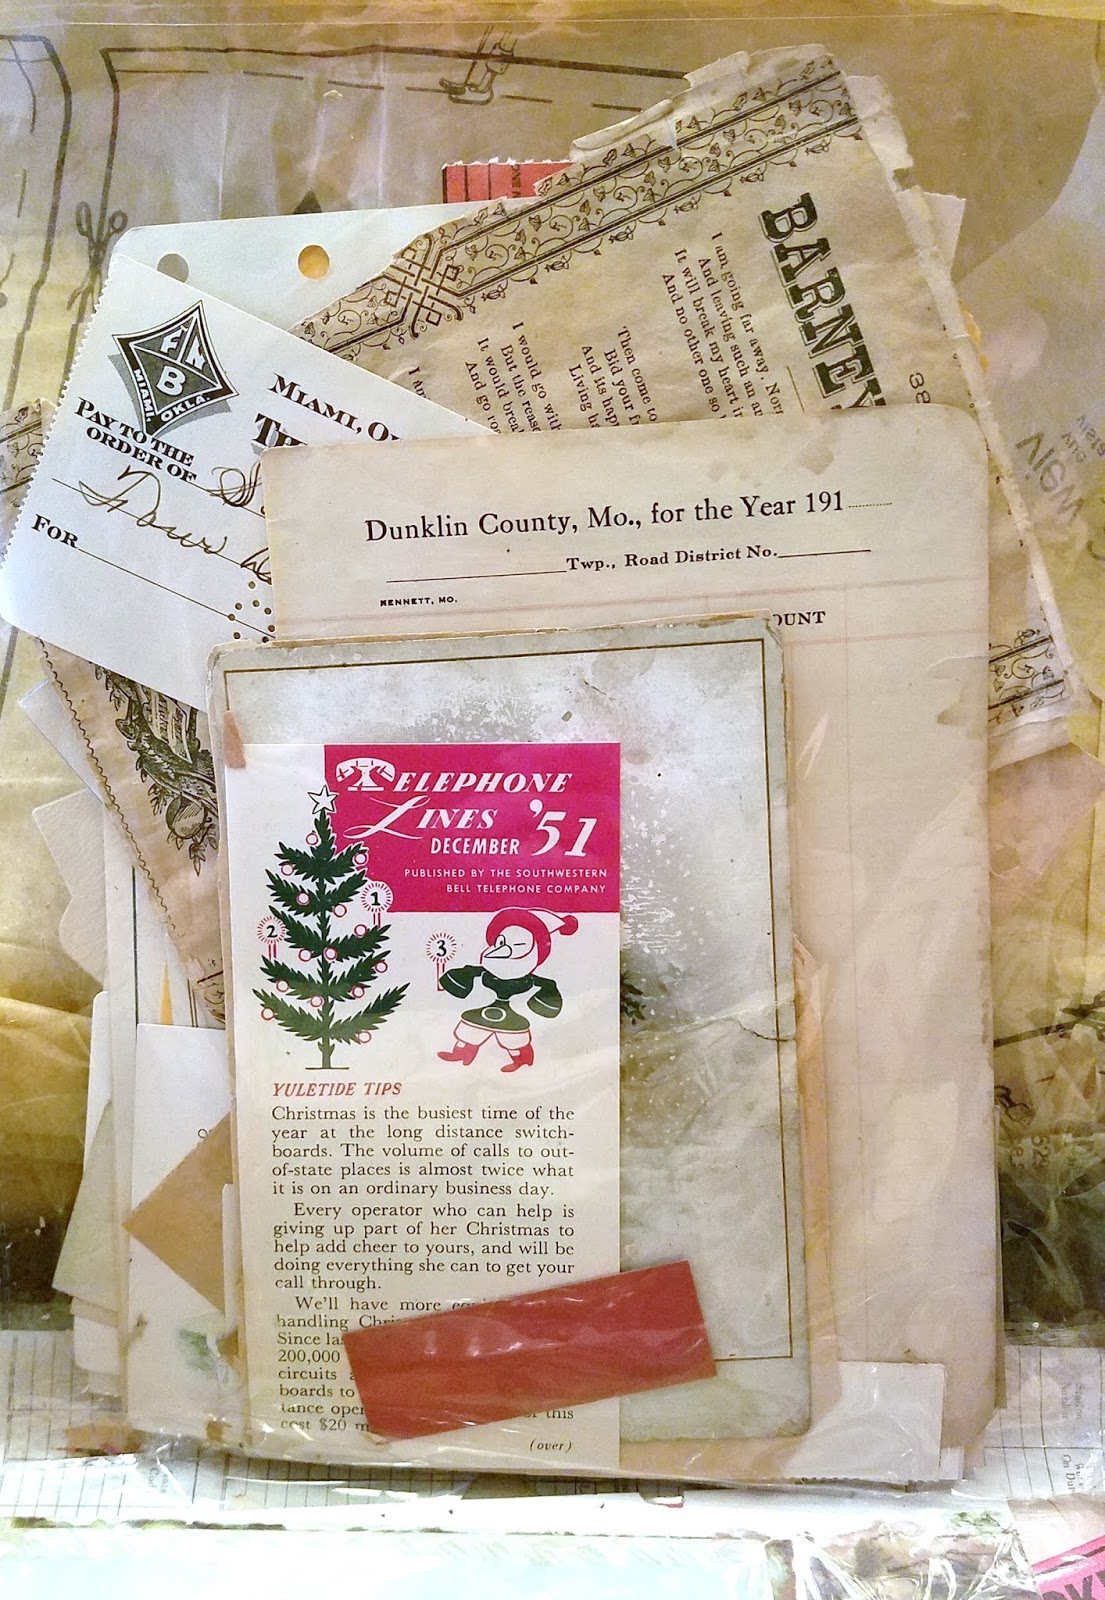 BARNEY
I am going far away, Nor
And leaving such an
It will break my heart
And no other one so
Then come to
Bid your
And its
Living
I would go with
But the
It would break
And go
I am
38
F
N
B
MIAMI,
OKLA.
MIAMI,
PAY TO THE
ORDER OF
FOR
Dunklin County, Mo., for the Year 191
Twp., Road District No.
KENNETT, MO.
OUNT
TELEPHONE
LINES '51
DECEMBER
PUBLISHED BY THE SOUTHWESTERN
BELL TELEPHONE COMPANY
1
2
3
YULETIDE TIPS
Christmas is the busiest time of the
year at the long distance switch-
boards. The volume of calls to out-
of-state places is almost twice what
it is on an ordinary business day.
Every operator who can help is
giving up part of her Christmas to
help add cheer to yours, and will be
doing everything she can to get your
call through.
We'll have more
handling
Since
200,000
circuits
boards to
tance
this
cost $20
(over)